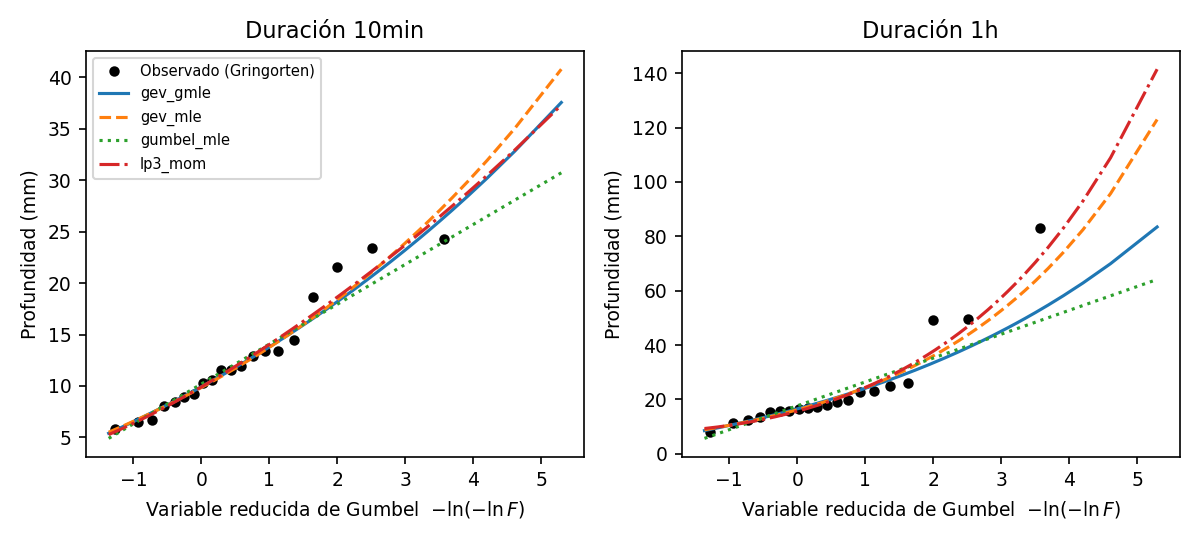 Duración 10min
Duración 1h
Profundidad (mm)
40
35
30
25
20
15
10
5
Observado (Gringorten)
gev_gmle
gev_mle
gumbel_mle
lp3_mom
−1
0
1
2
3
4
5
Variable reducida de Gumbel −ln(−ln F)
Profundidad (mm)
140
120
100
80
60
40
20
0
−1
0
1
2
3
4
5
Variable reducida de Gumbel −ln(−ln F)